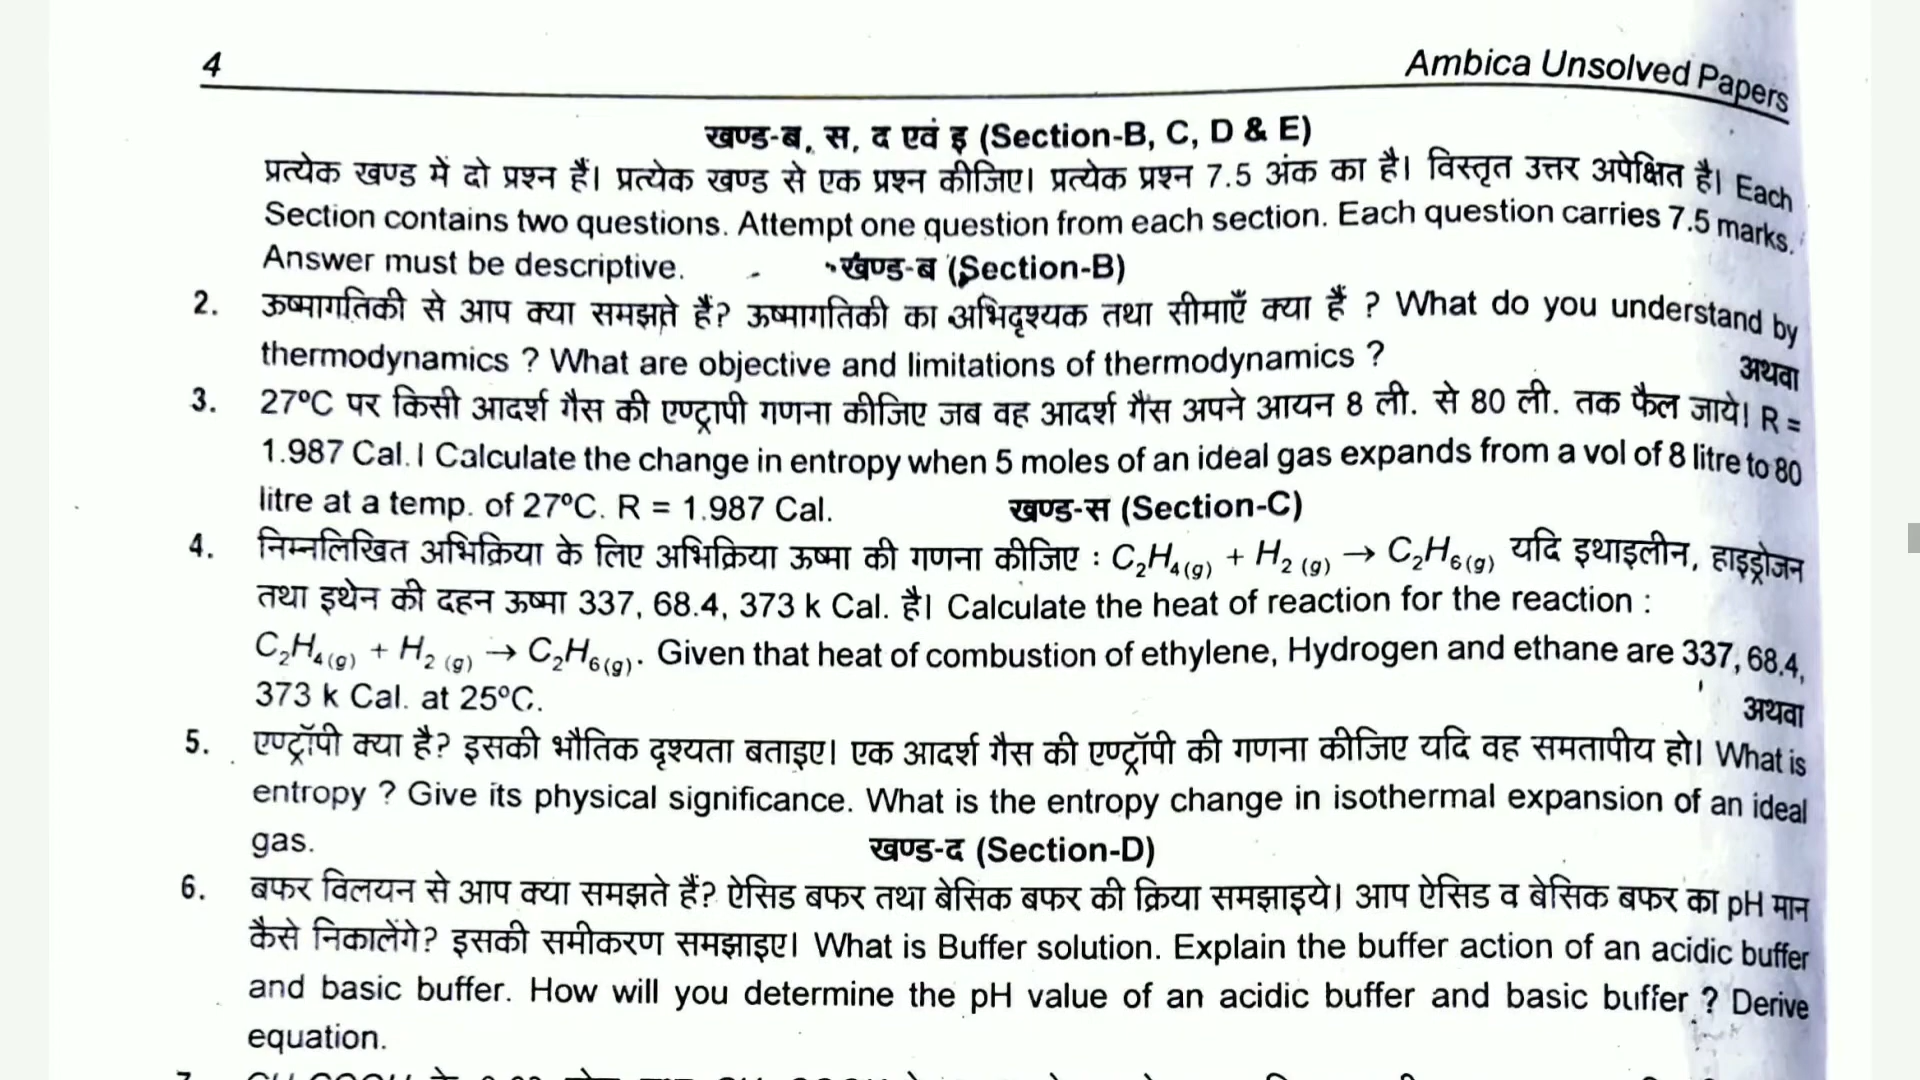 4
Ambica Unsolved Papers
खण्ड-ब, स, द एवं इ (Section-B, C, D & E)
प्रत्येक खण्ड में दो प्रश्न हैं। प्रत्येक खण्ड से एक प्रश्न कीजिए। प्रत्येक प्रश्न 7.5 अंक का है। विस्तृत उत्तर अपेक्षित है। Each
Section contains two questions. Attempt one question from each section. Each question carries 7.5 marks.
Answer must be descriptive. खण्ड-ब (Section-B)
2. ऊष्मागतिकी से आप क्या समझते हैं? ऊष्मागतिकी का अभिदृश्यक तथा सीमाएँ क्या हैं ? What do you understand by
thermodynamics ? What are objective and limitations of thermodynamics ? अथवा
3. 27ºC पर किसी आदर्श गैस की एण्ट्रापी गणना कीजिए जब वह आदर्श गैस अपने आयन 8 ली. से 80 ली. तक फैल जाये। R =
1.987 Cal. I Calculate the change in entropy when 5 moles of an ideal gas expands from a vol of 8 litre to 80
litre at a temp. of 27ºC. R = 1.987 Cal. खण्ड-स (Section-C)
4. निम्नलिखित अभिक्रिया के लिए अभिक्रिया ऊष्मा की गणना कीजिए : C₂H₄(g) + H₂ (g) → C₂H₆(g) यदि इथाइलीन, हाइड्रोजन
तथा इथेन की दहन ऊष्मा 337, 68.4, 373 k Cal. है। Calculate the heat of reaction for the reaction :
C₂H₄(g) + H₂ (g) → C₂H₆(g). Given that heat of combustion of ethylene, Hydrogen and ethane are 337, 68.4,
373 k Cal. at 25ºC. अथवा
5. एण्ट्रॉपी क्या है? इसकी भौतिक दृश्यता बताइए। एक आदर्श गैस की एण्ट्रॉपी की गणना कीजिए यदि वह समतापीय हो। What is
entropy ? Give its physical significance. What is the entropy change in isothermal expansion of an ideal
gas. खण्ड-द (Section-D)
6. बफर विलयन से आप क्या समझते हैं? ऐसिड बफर तथा बेसिक बफर की क्रिया समझाइये। आप ऐसिड व बेसिक बफर का pH मान
कैसे निकालेंगे? इसकी समीकरण समझाइए। What is Buffer solution. Explain the buffer action of an acidic buffer
and basic buffer. How will you determine the pH value of an acidic buffer and basic buffer ? Derive
equation.